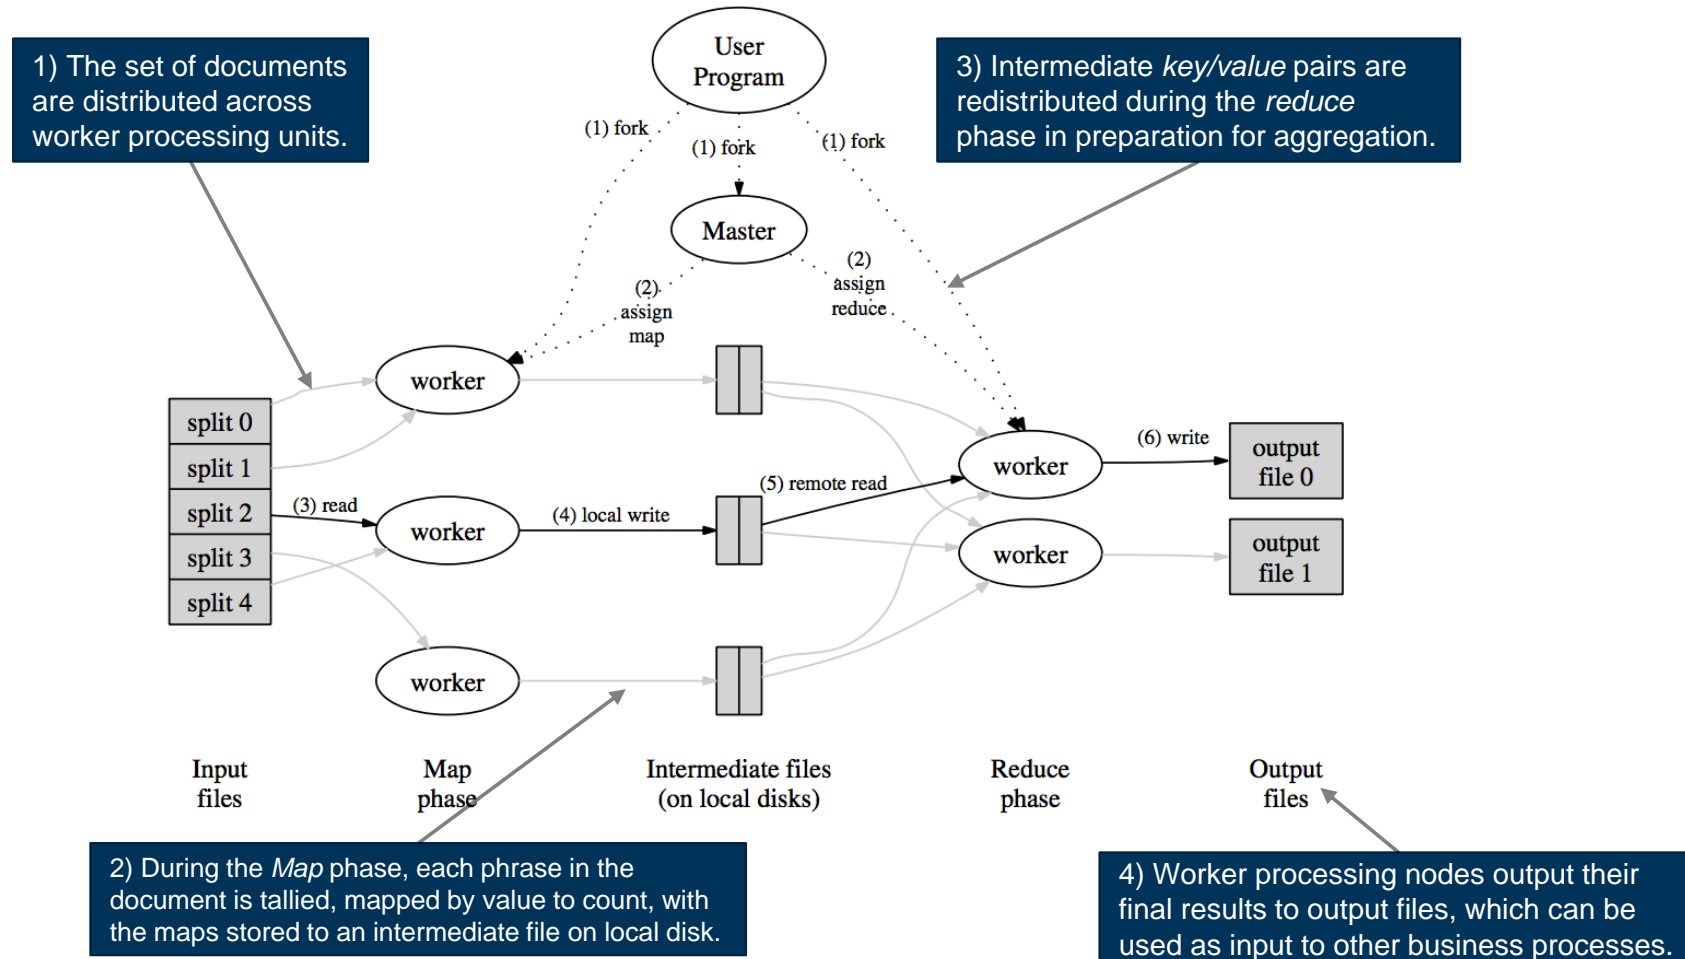 User
Program
1) The set of documents
are distributed across
worker processing units.
3) Intermediate key/value pairs are
redistributed during the reduce
phase in preparation for aggregation.
(1) fork
(1) fork
(1) fork
Master
(2)
assign
map
(2)
assign
reduce
worker
split 0
split 1
split 2
split 3
split 4
(3) read
worker
(4) local write
(5) remote read
worker
(6) write
output
file 0
worker
output
file 1
worker
Input
files
Map
phase
Intermediate files
(on local disks)
Reduce
phase
Output
files
2) During the Map phase, each phrase in the
document is tallied, mapped by value to count, with
the maps stored to an intermediate file on local disk.
4) Worker processing nodes output their
final results to output files, which can be
used as input to other business processes.